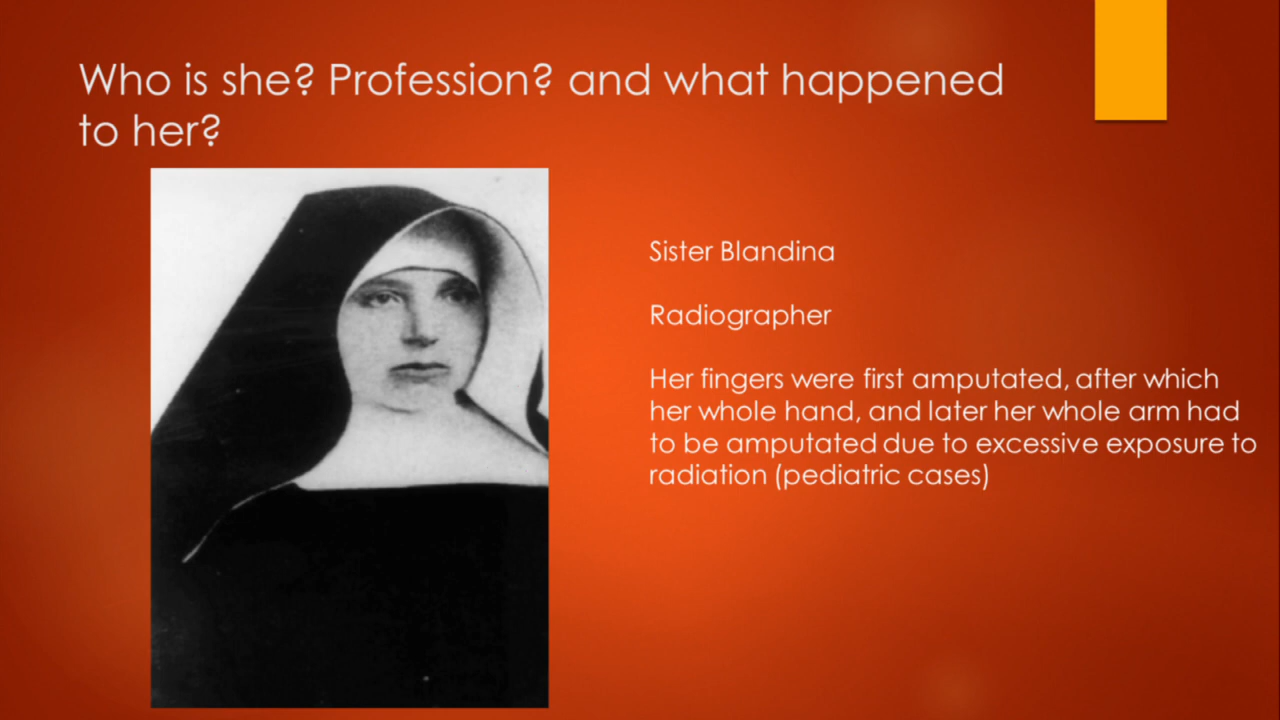 Who is she? Profession? and what happened
to her?
Sister Blandina
Radiographer
Her fingers were first amputated, after which
her whole hand, and later her whole arm had
to be amputated due to excessive exposure to
radiation (pediatric cases)